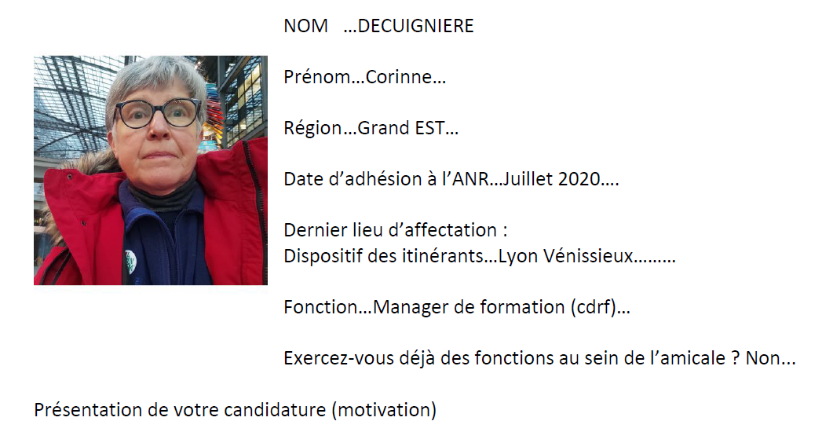 NOM …DECUIGNIERE
Prénom…Corinne…
Région…Grand EST…
Date d’adhésion à l’ANR…Juillet 2020….
Dernier lieu d’affectation :
Dispositif des itinérants…Lyon Vénissieux………
Fonction…Manager de formation (cdrf)…
Exercez-vous déjà des fonctions au sein de l’amicale ? Non...
Présentation de votre candidature (motivation)